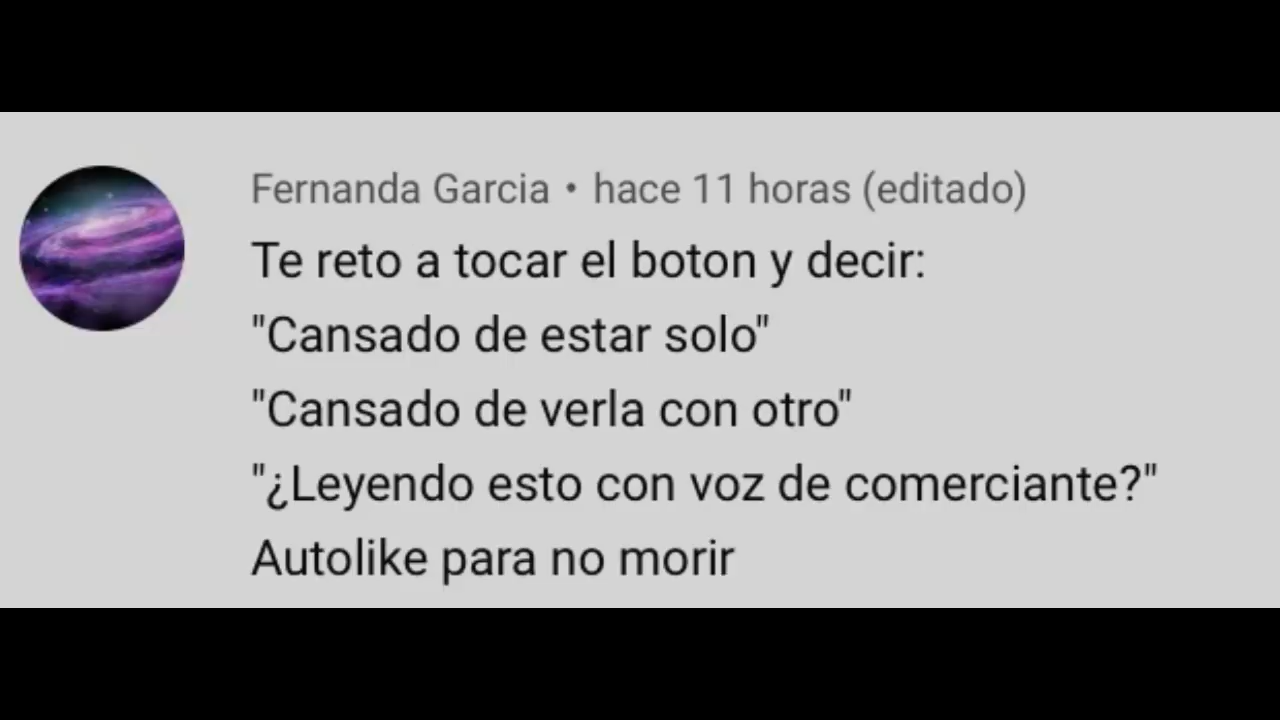 Fernanda Garcia • hace 11 horas (editado)
Te reto a tocar el boton y decir:
"Cansado de estar solo"
"Cansado de verla con otro"
"¿Leyendo esto con voz de comerciante?"
Autolike para no morir